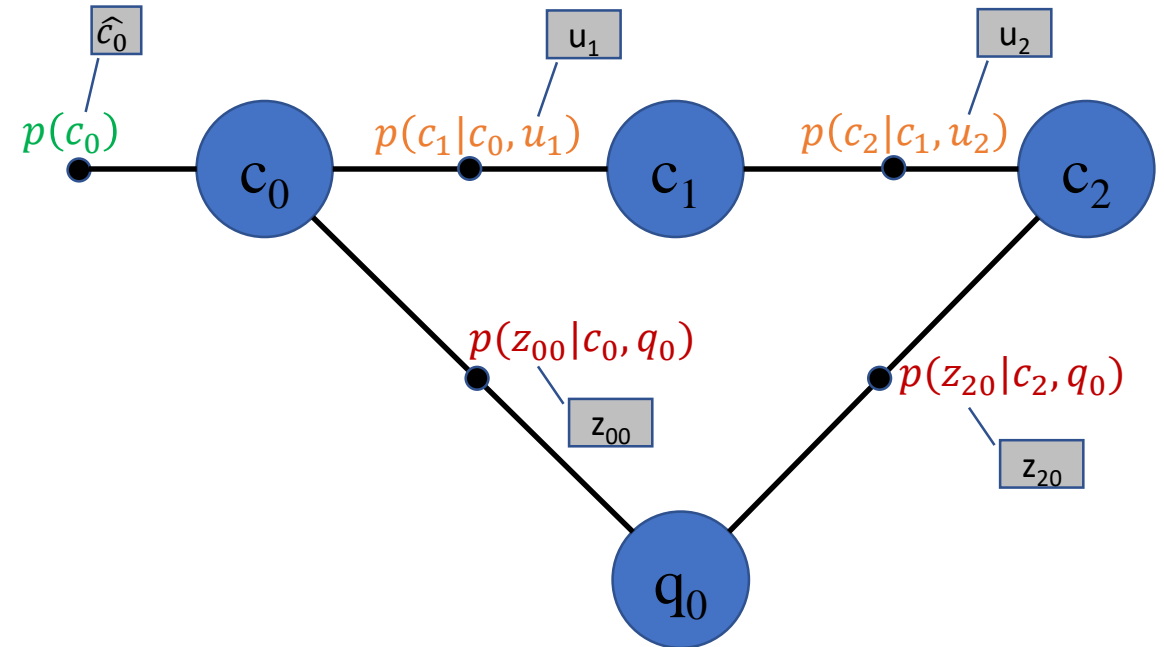 ĉ₀
u₁
u₂
p(c₀)
p(c₁|c₀, u₁)
p(c₂|c₁, u₂)
c₀
c₁
c₂
p(z₀₀|c₀, q₀)
p(z₂₀|c₂, q₀)
z₀₀
z₂₀
q₀